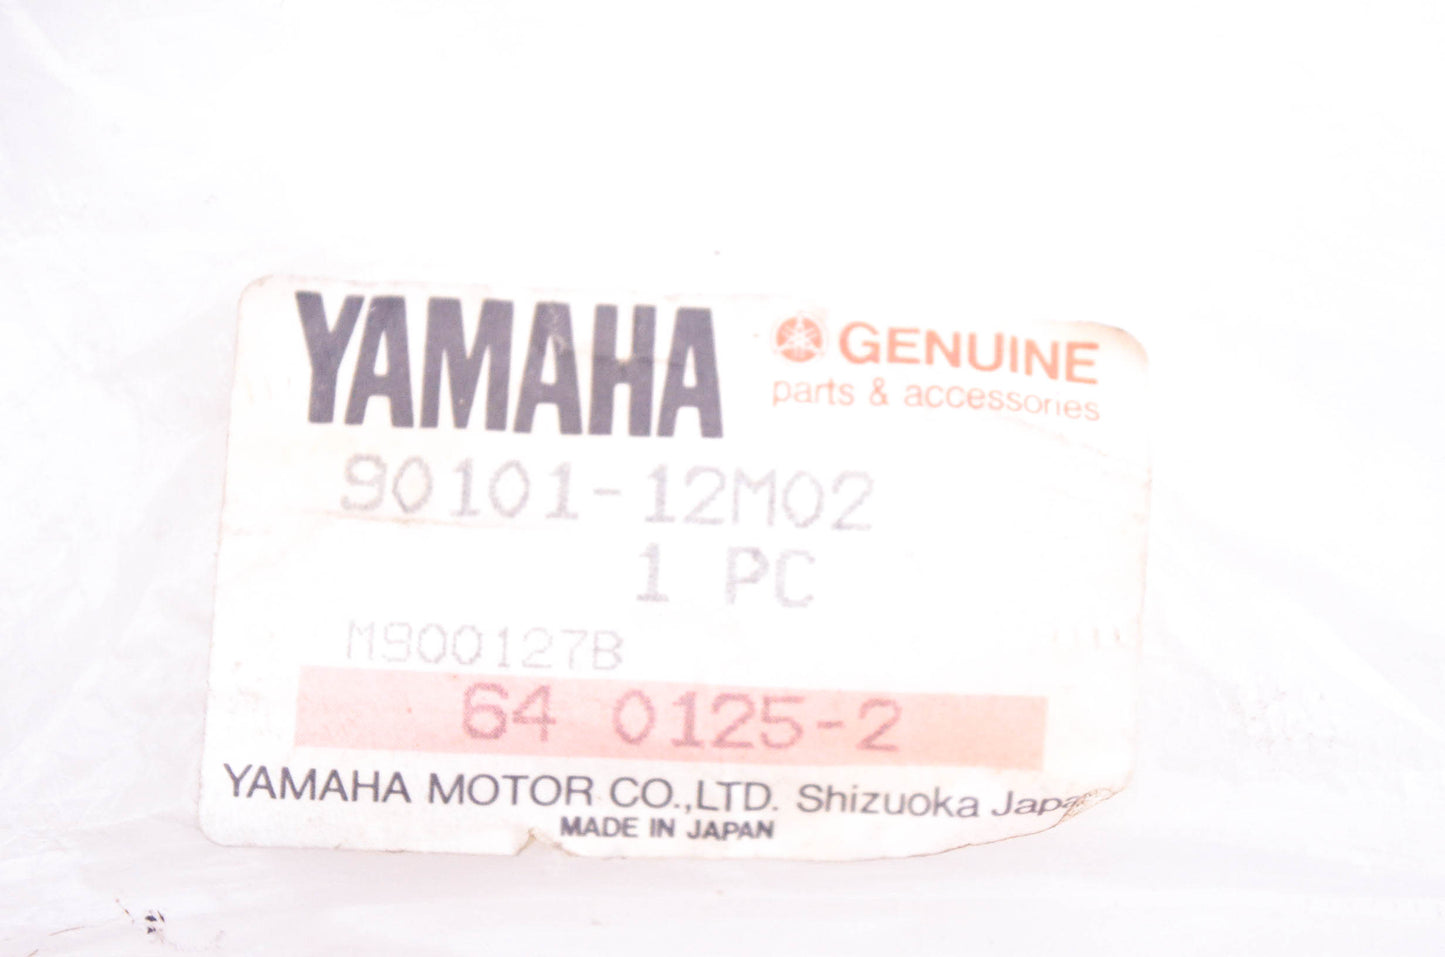 YAMAHA
GENUINE
parts & accessories
90101-12M02
1 PC
M900127B
64 0125-2
YAMAHA MOTOR CO.,LTD. Shizuoka Japan
MADE IN JAPAN